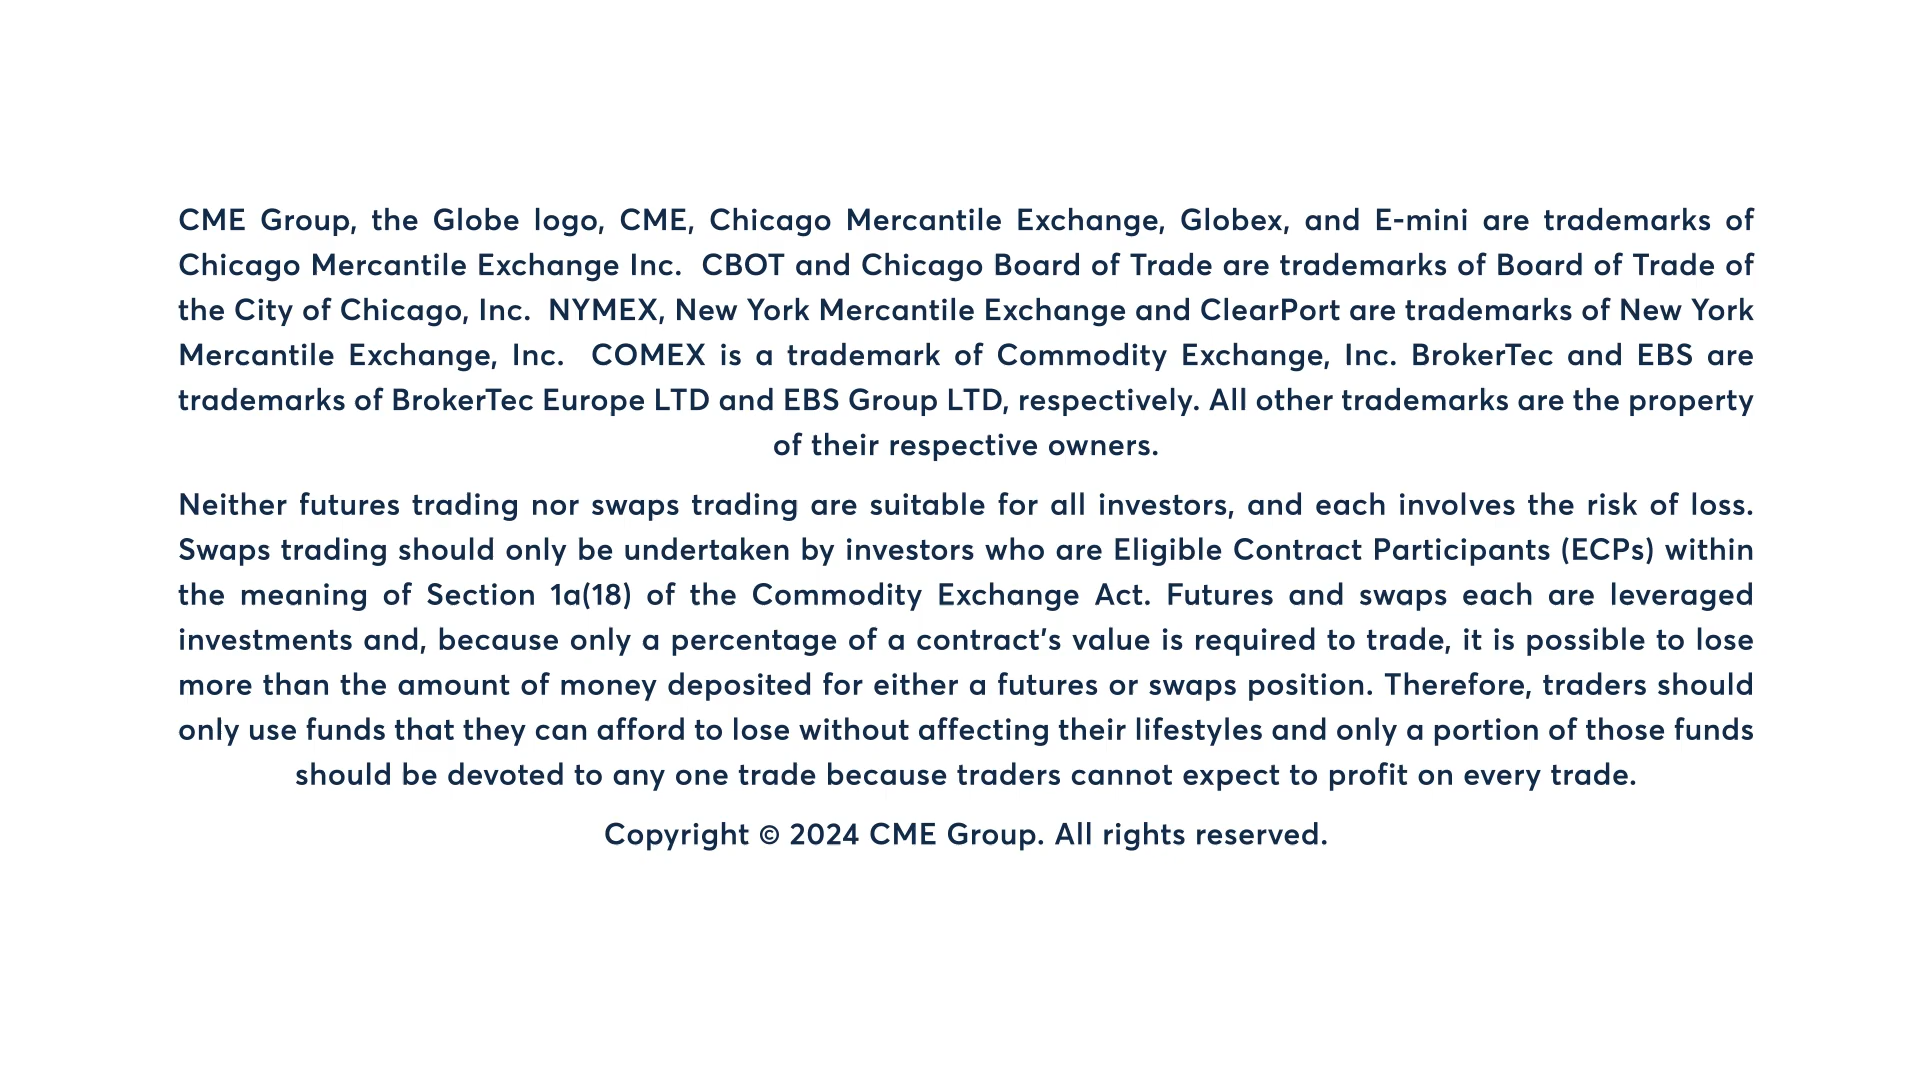 CME Group, the Globe logo, CME, Chicago Mercantile Exchange, Globex, and E-mini are trademarks of
Chicago Mercantile Exchange Inc.  CBOT and Chicago Board of Trade are trademarks of Board of Trade of
the City of Chicago, Inc.  NYMEX, New York Mercantile Exchange and ClearPort are trademarks of New York
Mercantile Exchange, Inc.  COMEX is a trademark of Commodity Exchange, Inc. BrokerTec and EBS are
trademarks of BrokerTec Europe LTD and EBS Group LTD, respectively. All other trademarks are the property
of their respective owners.
Neither futures trading nor swaps trading are suitable for all investors, and each involves the risk of loss.
Swaps trading should only be undertaken by investors who are Eligible Contract Participants (ECPs) within
the meaning of Section 1a(18) of the Commodity Exchange Act. Futures and swaps each are leveraged
investments and, because only a percentage of a contract’s value is required to trade, it is possible to lose
more than the amount of money deposited for either a futures or swaps position. Therefore, traders should
only use funds that they can afford to lose without affecting their lifestyles and only a portion of those funds
should be devoted to any one trade because traders cannot expect to profit on every trade.
Copyright © 2024 CME Group. All rights reserved.